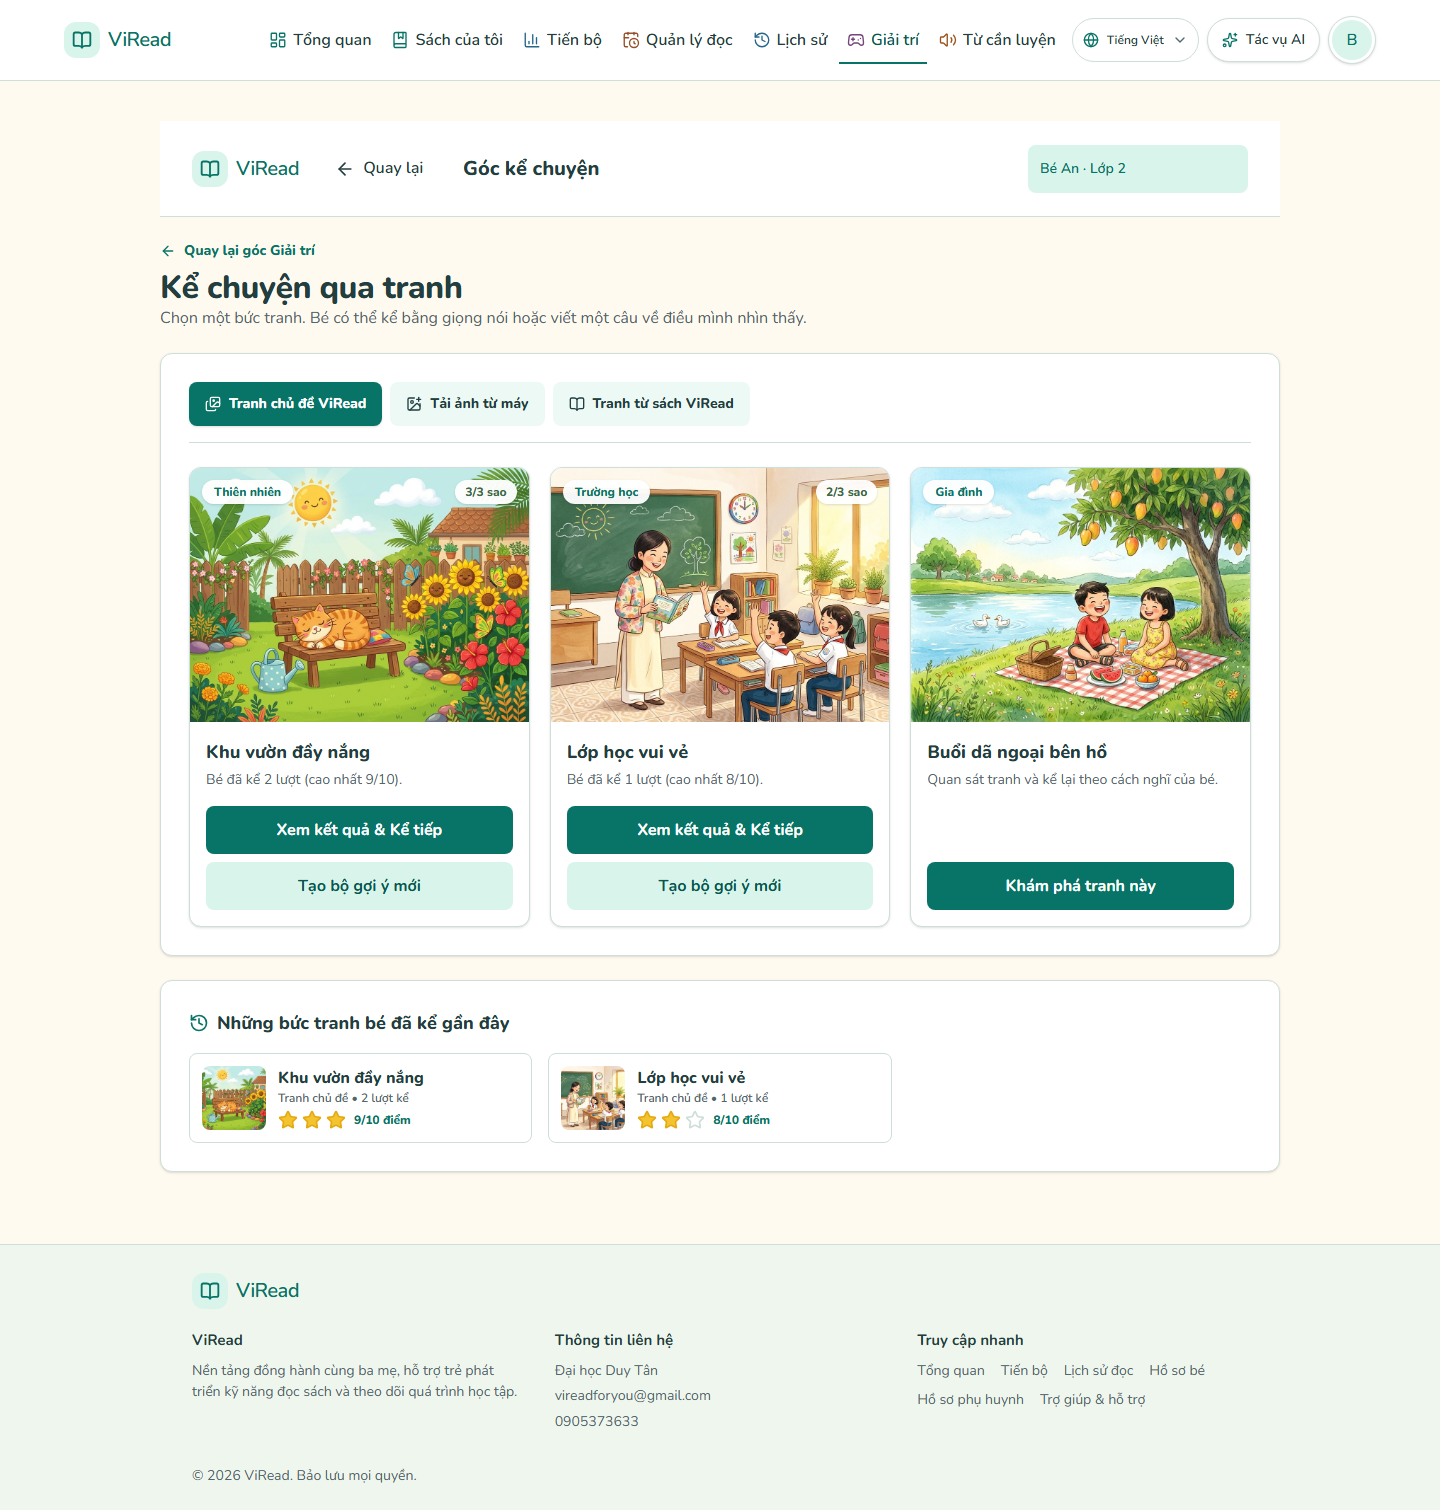 ViRead
Tổng quan
Sách của tôi
Tiến bộ
Quản lý đọc
Lịch sử
Giải trí
Từ cần luyện
Tiếng Việt
Tác vụ AI
B
ViRead
Quay lại
Góc kể chuyện
Bé An · Lớp 2
Quay lại góc Giải trí
Kể chuyện qua tranh
Chọn một bức tranh. Bé có thể kể bằng giọng nói hoặc viết một câu về điều mình nhìn thấy.
Tranh chủ đề ViRead
Tải ảnh từ máy
Tranh từ sách ViRead
Thiên nhiên
3/3 sao
Khu vườn đầy nắng
Bé đã kể 2 lượt (cao nhất 9/10).
Xem kết quả & Kể tiếp
Tạo bộ gợi ý mới
Trường học
2/3 sao
Lớp học vui vẻ
Bé đã kể 1 lượt (cao nhất 8/10).
Xem kết quả & Kể tiếp
Tạo bộ gợi ý mới
Gia đình
Buổi dã ngoại bên hồ
Quan sát tranh và kể lại theo cách nghĩ của bé.
Khám phá tranh này
Những bức tranh bé đã kể gần đây
Khu vườn đầy nắng
Tranh chủ đề • 2 lượt kể
9/10 điểm
Lớp học vui vẻ
Tranh chủ đề • 1 lượt kể
8/10 điểm
ViRead
ViRead
Nền tảng đồng hành cùng ba mẹ, hỗ trợ trẻ phát
triển kỹ năng đọc sách và theo dõi quá trình học tập.
Thông tin liên hệ
Đại học Duy Tân
vireadforyou@gmail.com
0905373633
Truy cập nhanh
Tổng quan
Tiến bộ
Lịch sử đọc
Hồ sơ bé
Hồ sơ phụ huynh
Trợ giúp & hỗ trợ
© 2026 ViRead. Bảo lưu mọi quyền.